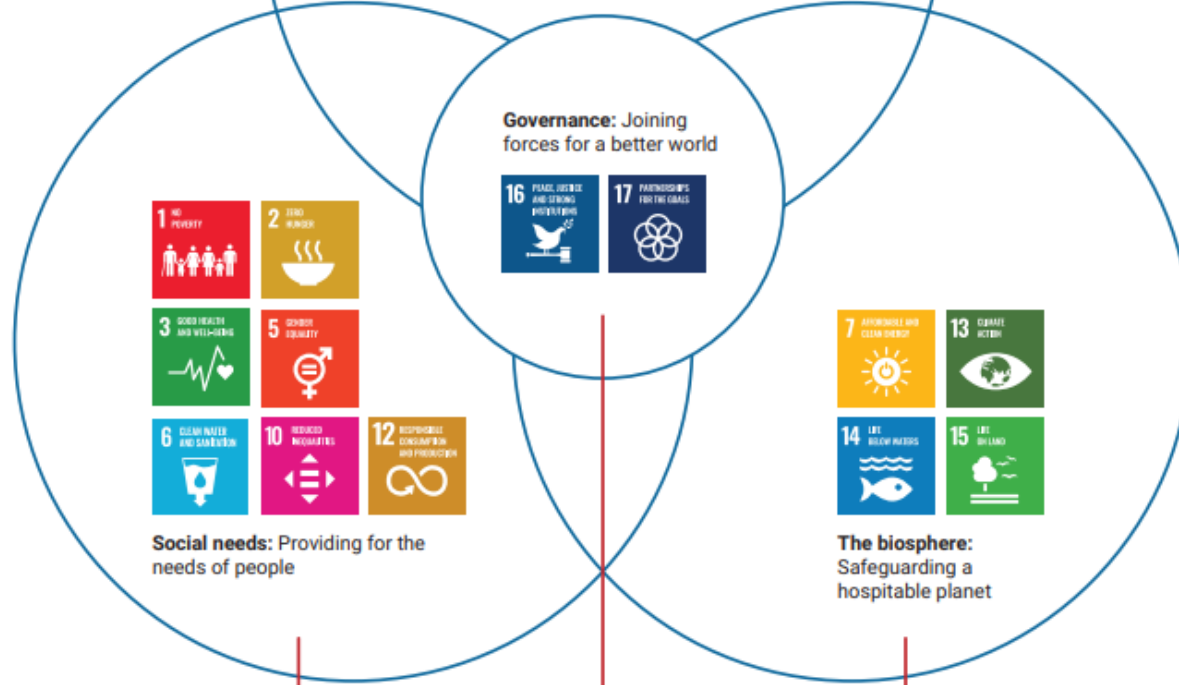 Governance: Joining
forces for a better world
16 PEACE, JUSTICE
AND STRONG
INSTITUTIONS
17 PARTNERSHIPS
FOR THE GOALS
1 NO
POVERTY
2 ZERO
HUNGER
3 GOOD HEALTH
AND WELL-BEING
5 GENDER
EQUALITY
6 CLEAN WATER
AND SANITATION
10 REDUCED
INEQUALITIES
12 RESPONSIBLE
CONSUMPTION
AND PRODUCTION
Social needs: Providing for the
needs of people
7 AFFORDABLE AND
CLEAN ENERGY
13 CLIMATE
ACTION
14 LIFE
BELOW WATERS
15 LIFE
ON LAND
The biosphere:
Safeguarding a
hospitable planet